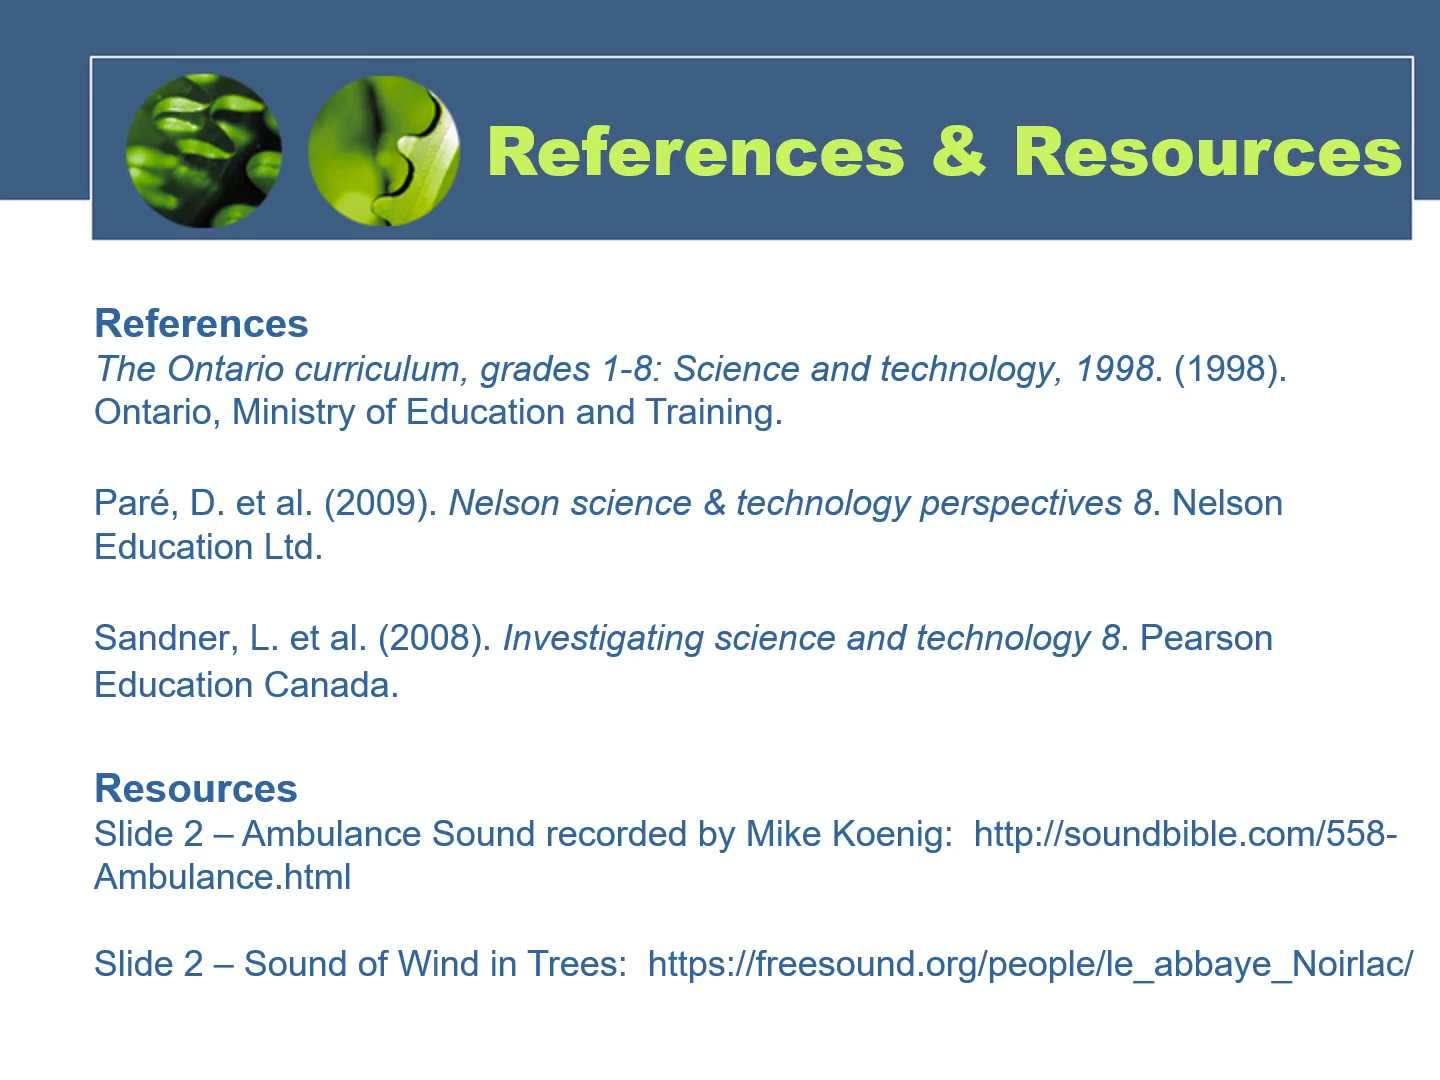 References & Resources
References
The Ontario curriculum, grades 1-8: Science and technology, 1998. (1998).
Ontario, Ministry of Education and Training.
Paré, D. et al. (2009). Nelson science & technology perspectives 8. Nelson
Education Ltd.
Sandner, L. et al. (2008). Investigating science and technology 8. Pearson
Education Canada.
Resources
Slide 2 – Ambulance Sound recorded by Mike Koenig:  http://soundbible.com/558-
Ambulance.html
Slide 2 – Sound of Wind in Trees:  https://freesound.org/people/le_abbaye_Noirlac/